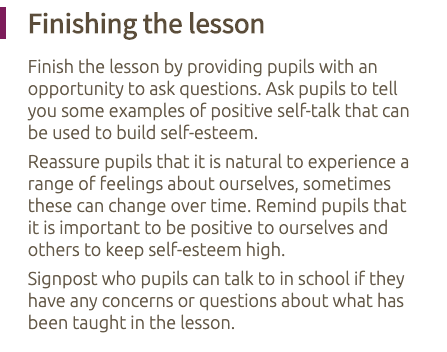 Finishing the lesson
Finish the lesson by providing pupils with an
opportunity to ask questions. Ask pupils to tell
you some examples of positive self-talk that can
be used to build self-esteem.
Reassure pupils that it is natural to experience a
range of feelings about ourselves, sometimes
these can change over time. Remind pupils that
it is important to be positive to ourselves and
others to keep self-esteem high.
Signpost who pupils can talk to in school if they
have any concerns or questions about what has
been taught in the lesson.